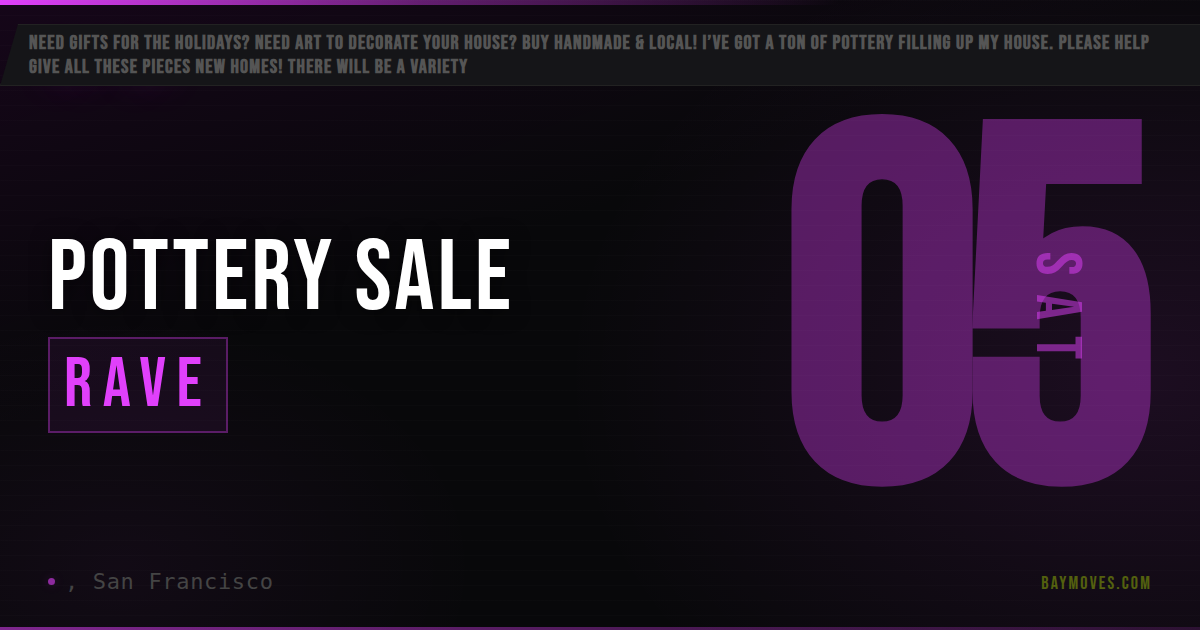 NEED GIFTS FOR THE HOLIDAYS? NEED ART TO DECORATE YOUR HOUSE? BUY HANDMADE & LOCAL! I'VE GOT A TON OF POTTERY FILLING UP MY HOUSE. PLEASE HELP
GIVE ALL THESE PIECES NEW HOMES! THERE WILL BE A VARIETY
05
SAT
POTTERY SALE
RAVE
, San Francisco
BAYMOVES.COM